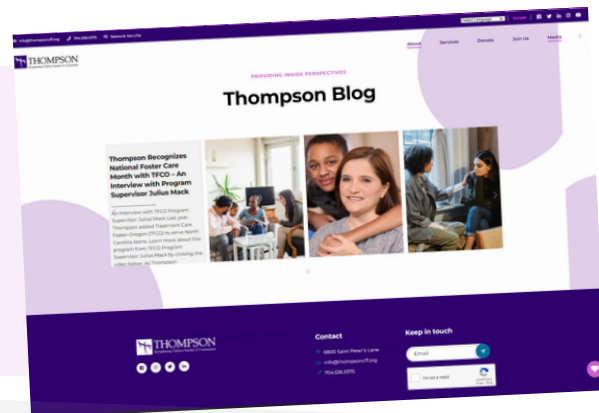 info@thompsoncff.org 704.536.0375 Network Security
Select Language Donate
THOMPSON
About Services Donate Join Us Media
PROVIDING INSIDE PERSPECTIVES
Thompson Blog
Thompson Recognizes
National Foster Care
Month with TFCO – An
Interview with Program
Supervisor Julius Mack
An Interview with TFCO Program
Supervisor Julius Mack Last year,
Thompson added Treatment Care
Foster Oregon (TFCO) to serve North
Carolina teens. Learn more about this
program from TFCO Program
Supervisor Julius Mack by clicking the
video below. As Thompson
THOMPSON
Contact
6800 Saint Peter's Lane
info@thompsoncff.org
704.536.0375
Keep in touch
Email
I'm not a robot